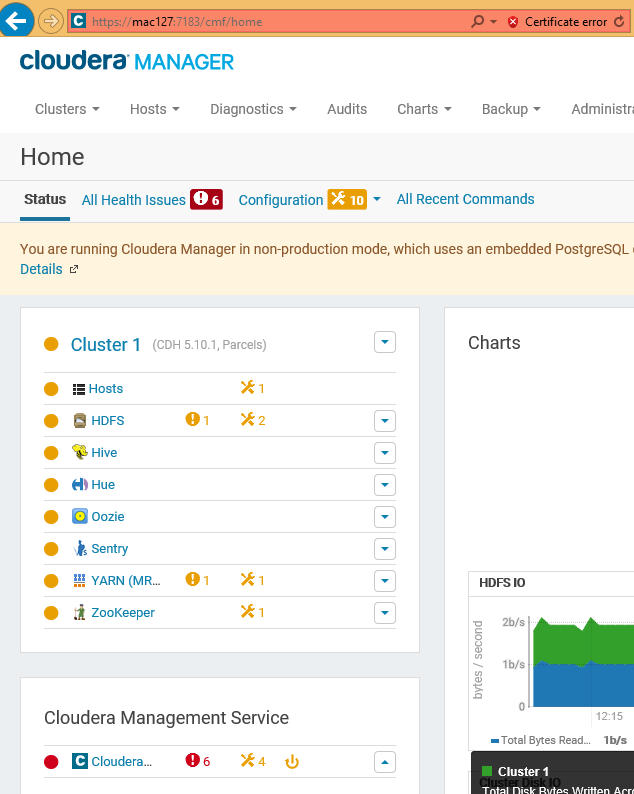 https://mac127:7183/cmf/home
Certificate error
cloudera MANAGER
Clusters Hosts Diagnostics Audits Charts Backup Administra
Home
Status All Health Issues 6 Configuration 10 All Recent Commands
You are running Cloudera Manager in non-production mode, which uses an embedded PostgreSQL
Details
Cluster 1 (CDH 5.10.1, Parcels)
Hosts 1
HDFS 1 2
Hive
Hue
Oozie
Sentry
YARN (MR... 1 1
ZooKeeper 1
Cloudera Management Service
C Cloudera... 6 4
Charts
HDFS IO
bytes / second
2b/s
1b/s
0
12:15
Total Bytes Read... 1b/s
Cluster Disk IO
Cluster 1
Total Disk Bytes Written Acro